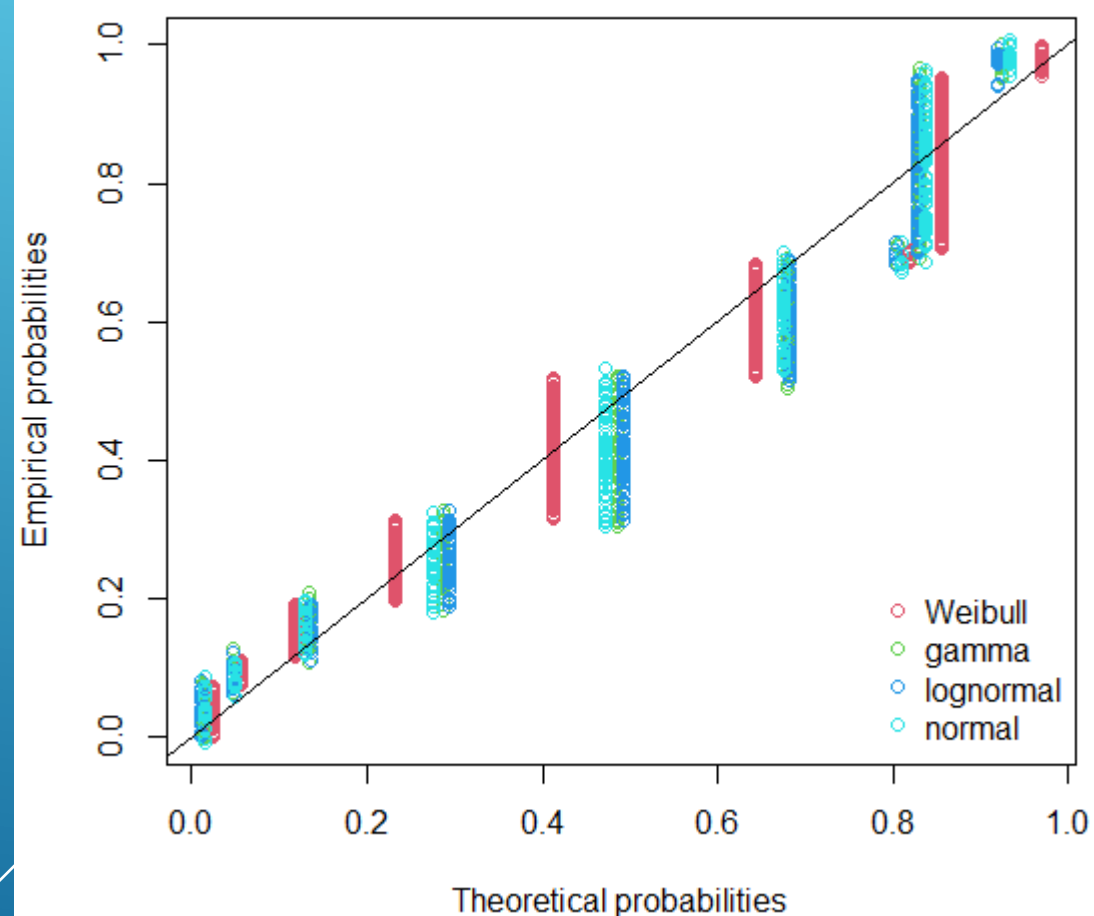 1.0
0.8
0.6
0.4
0.2
0.0
Empirical probabilities
Weibull
gamma
lognormal
normal
0.0 0.2 0.4 0.6 0.8 1.0
Theoretical probabilities